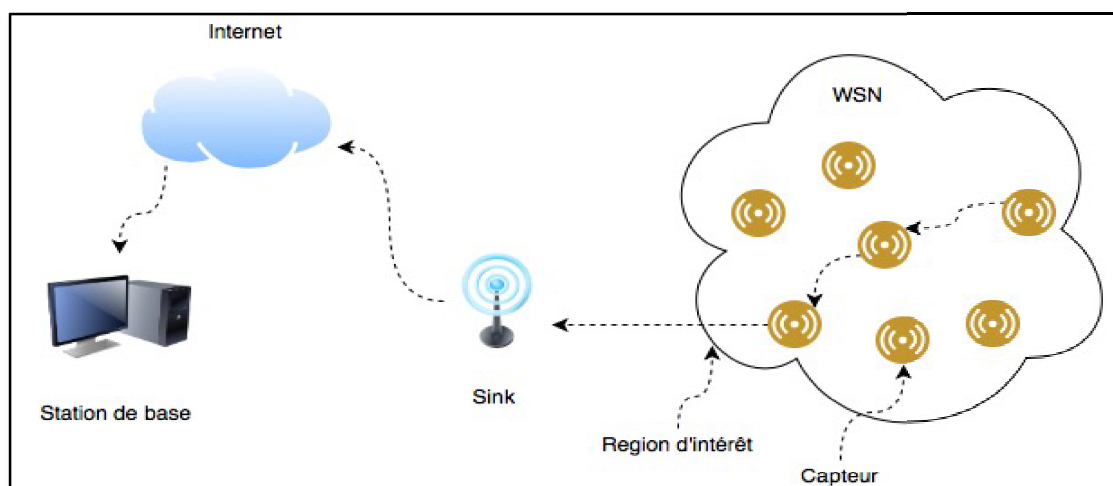 Internet
WSN
Station de base
Sink
Region d'intérêt
Capteur